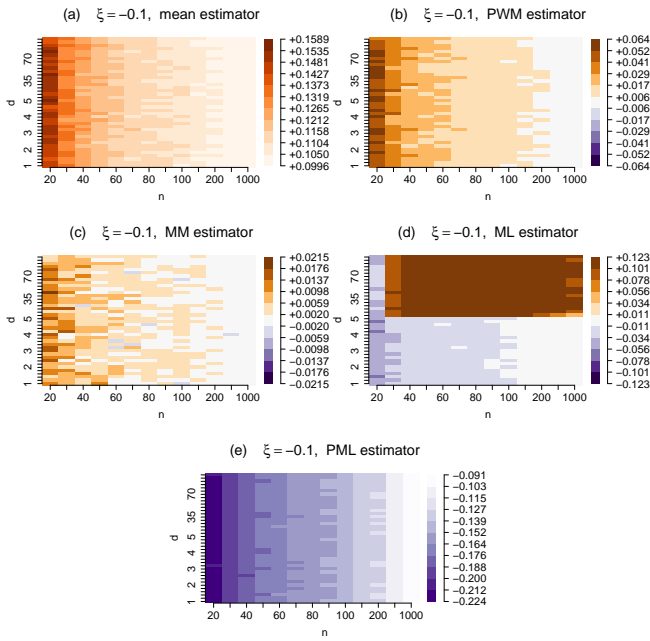 (a) ξ = −0.1, mean estimator
d
1 2 3 4 5 35 70
20 40 60 80 100 200 1000
n
+0.1589
+0.1535
+0.1481
+0.1427
+0.1373
+0.1319
+0.1265
+0.1212
+0.1158
+0.1104
+0.1050
+0.0996
(b) ξ = −0.1, PWM estimator
d
1 2 3 4 5 35 70
20 40 60 100 200 1000
n
+0.064
+0.052
+0.041
+0.029
+0.017
+0.006
−0.006
−0.017
−0.029
−0.041
−0.052
−0.064
(c) ξ = −0.1, MM estimator
d
1 2 3 4 5 35 70
20 40 60 80 100 200 1000
n
+0.0215
+0.0176
+0.0137
+0.0098
+0.0059
+0.0020
−0.0020
−0.0059
−0.0098
−0.0137
−0.0176
−0.0215
(d) ξ = −0.1, ML estimator
d
1 2 3 4 5 35 70
20 40 60 80 100 200 1000
n
+0.123
+0.101
+0.078
+0.056
+0.034
+0.011
−0.011
−0.034
−0.056
−0.078
−0.101
−0.123
(e) ξ = −0.1, PML estimator
d
1 2 3 4 5 35 70
20 40 60 80 100 200 1000
n
−0.091
−0.103
−0.115
−0.127
−0.139
−0.152
−0.164
−0.176
−0.188
−0.200
−0.212
−0.224